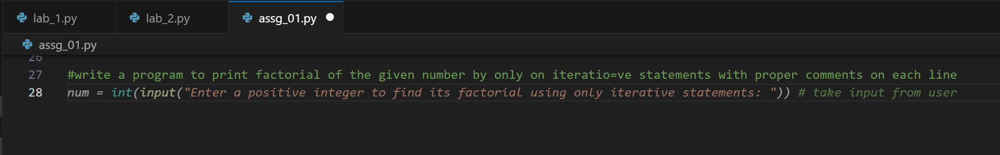 lab_1.py
lab_2.py
assg_01.py
assg_01.py
26
27 #write a program to print factorial of the given number by only on iteratio=ve statements with proper comments on each line
28 num = int(input("Enter a positive integer to find its factorial using only iterative statements: ")) # take input from user